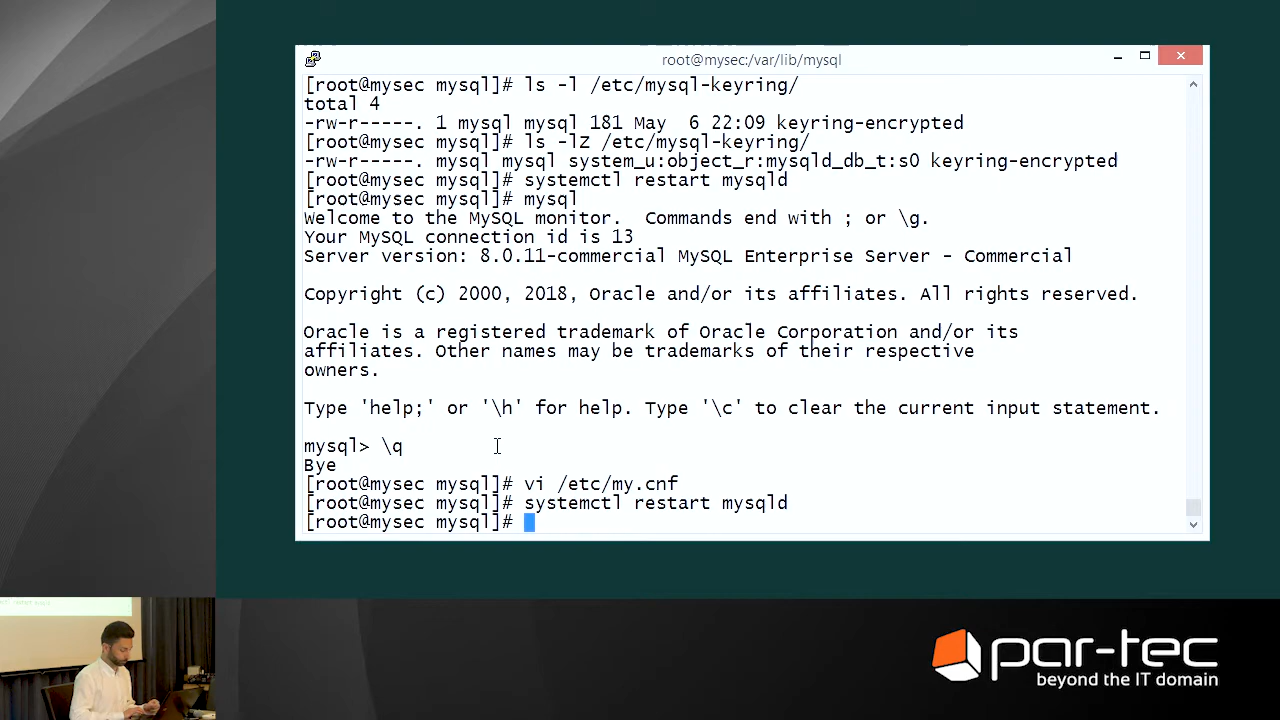 root@mysec:/var/lib/mysql
[root@mysec mysql]# ls -l /etc/mysql-keyring/
total 4
-rw-r-----. 1 mysql mysql 181 May  6 22:09 keyring-encrypted
[root@mysec mysql]# ls -lZ /etc/mysql-keyring/
-rw-r-----. mysql mysql system_u:object_r:mysqld_db_t:s0 keyring-encrypted
[root@mysec mysql]# systemctl restart mysqld
[root@mysec mysql]# mysql
Welcome to the MySQL monitor.  Commands end with ; or \g.
Your MySQL connection id is 13
Server version: 8.0.11-commercial MySQL Enterprise Server - Commercial
Copyright (c) 2000, 2018, Oracle and/or its affiliates. All rights reserved.
Oracle is a registered trademark of Oracle Corporation and/or its
affiliates. Other names may be trademarks of their respective
owners.
Type 'help;' or '\h' for help. Type '\c' to clear the current input statement.
mysql> \q
Bye
[root@mysec mysql]# vi /etc/my.cnf
[root@mysec mysql]# systemctl restart mysqld
[root@mysec mysql]#
par-tec
beyond the IT domain